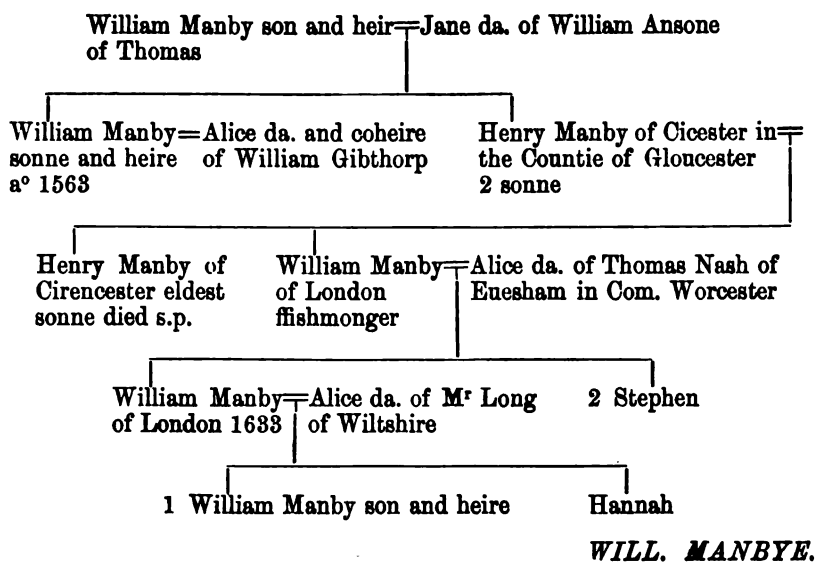 William Manby son and heir=Jane da. of William Ansone
of Thomas
William Manby=Alice da. and coheire
sonne and heire of William Gibthorp
aº 1563
Henry Manby of Cicester in=
the Countie of Gloucester
2 sonne
Henry Manby of
Cirencester eldest
sonne died s.p.
William Manby=Alice da. of Thomas Nash of
of London Euesham in Com. Worcester
ffishmonger
William Manby=Alice da. of Mr Long
of London 1633 of Wiltshire
2 Stephen
1 William Manby son and heire
Hannah
WILL. MANBYE.